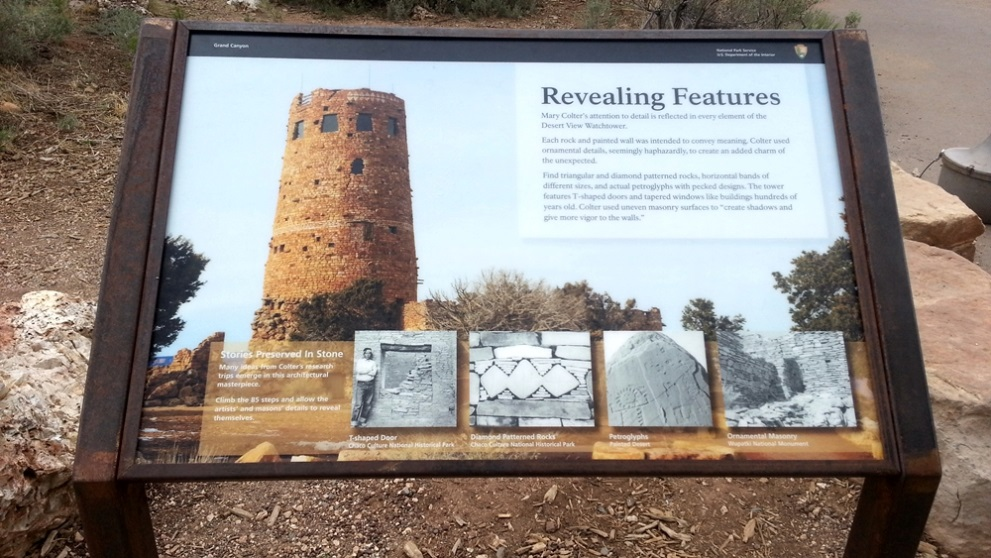 Grand Canyon
National Park Service
U.S. Department of the Interior
Revealing Features
Mary Colter's attention to detail is reflected in every element of the
Desert View Watchtower.
Each rock and painted wall was intended to convey meaning. Colter used
ornamental details, seemingly haphazardly, to create an added charm of
the unexpected.
Find triangular and diamond patterned rocks, horizontal bands of
different sizes, and actual petroglyphs with pecked designs. The tower
features T-shaped doors and tapered windows like buildings hundreds of
years old. Colter used uneven masonry surfaces to "create shadows and
give more vigor to the walls."
Stories Preserved in Stone
Many ideas from Colter's research
trips emerge in this architectural
masterpiece.
Climb the 85 steps and allow the
artists' and masons' details to reveal
themselves.
T-shaped Door
Chaco Culture National Historical Park
Diamond Patterned Rocks
Chaco Culture National Historical Park
Petroglyphs
Painted Desert
Ornamental Masonry
Wupatki National Monument